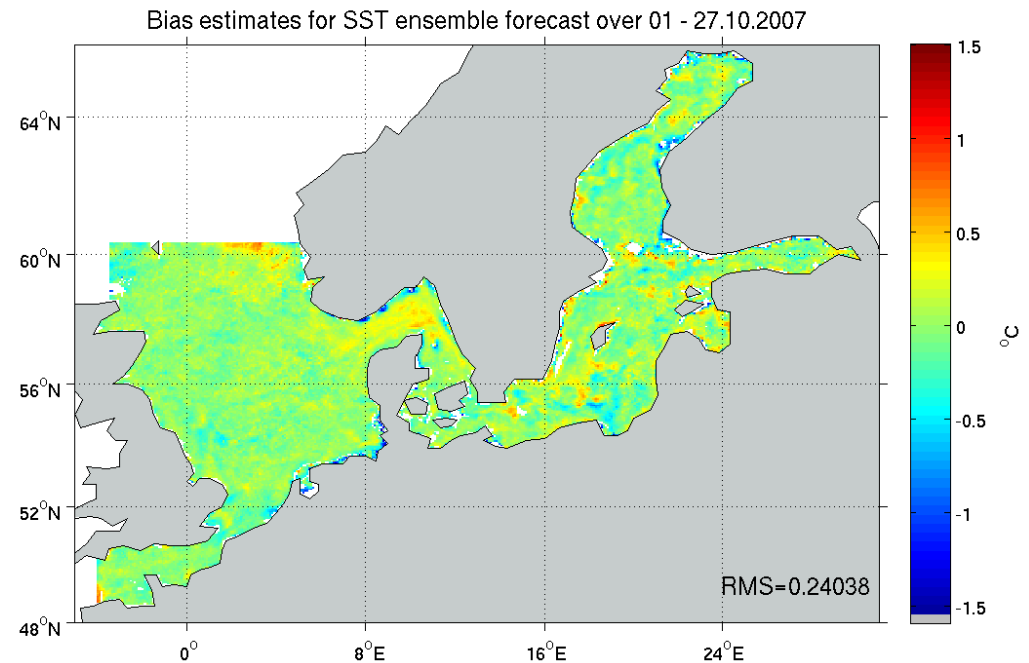 Bias estimates for SST ensemble forecast over 01 - 27.10.2007
64°N
60°N
56°N
52°N
48°N
0°
8°E
16°E
24°E
RMS=0.24038
1.5
1
0.5
0
-0.5
-1
-1.5
°C